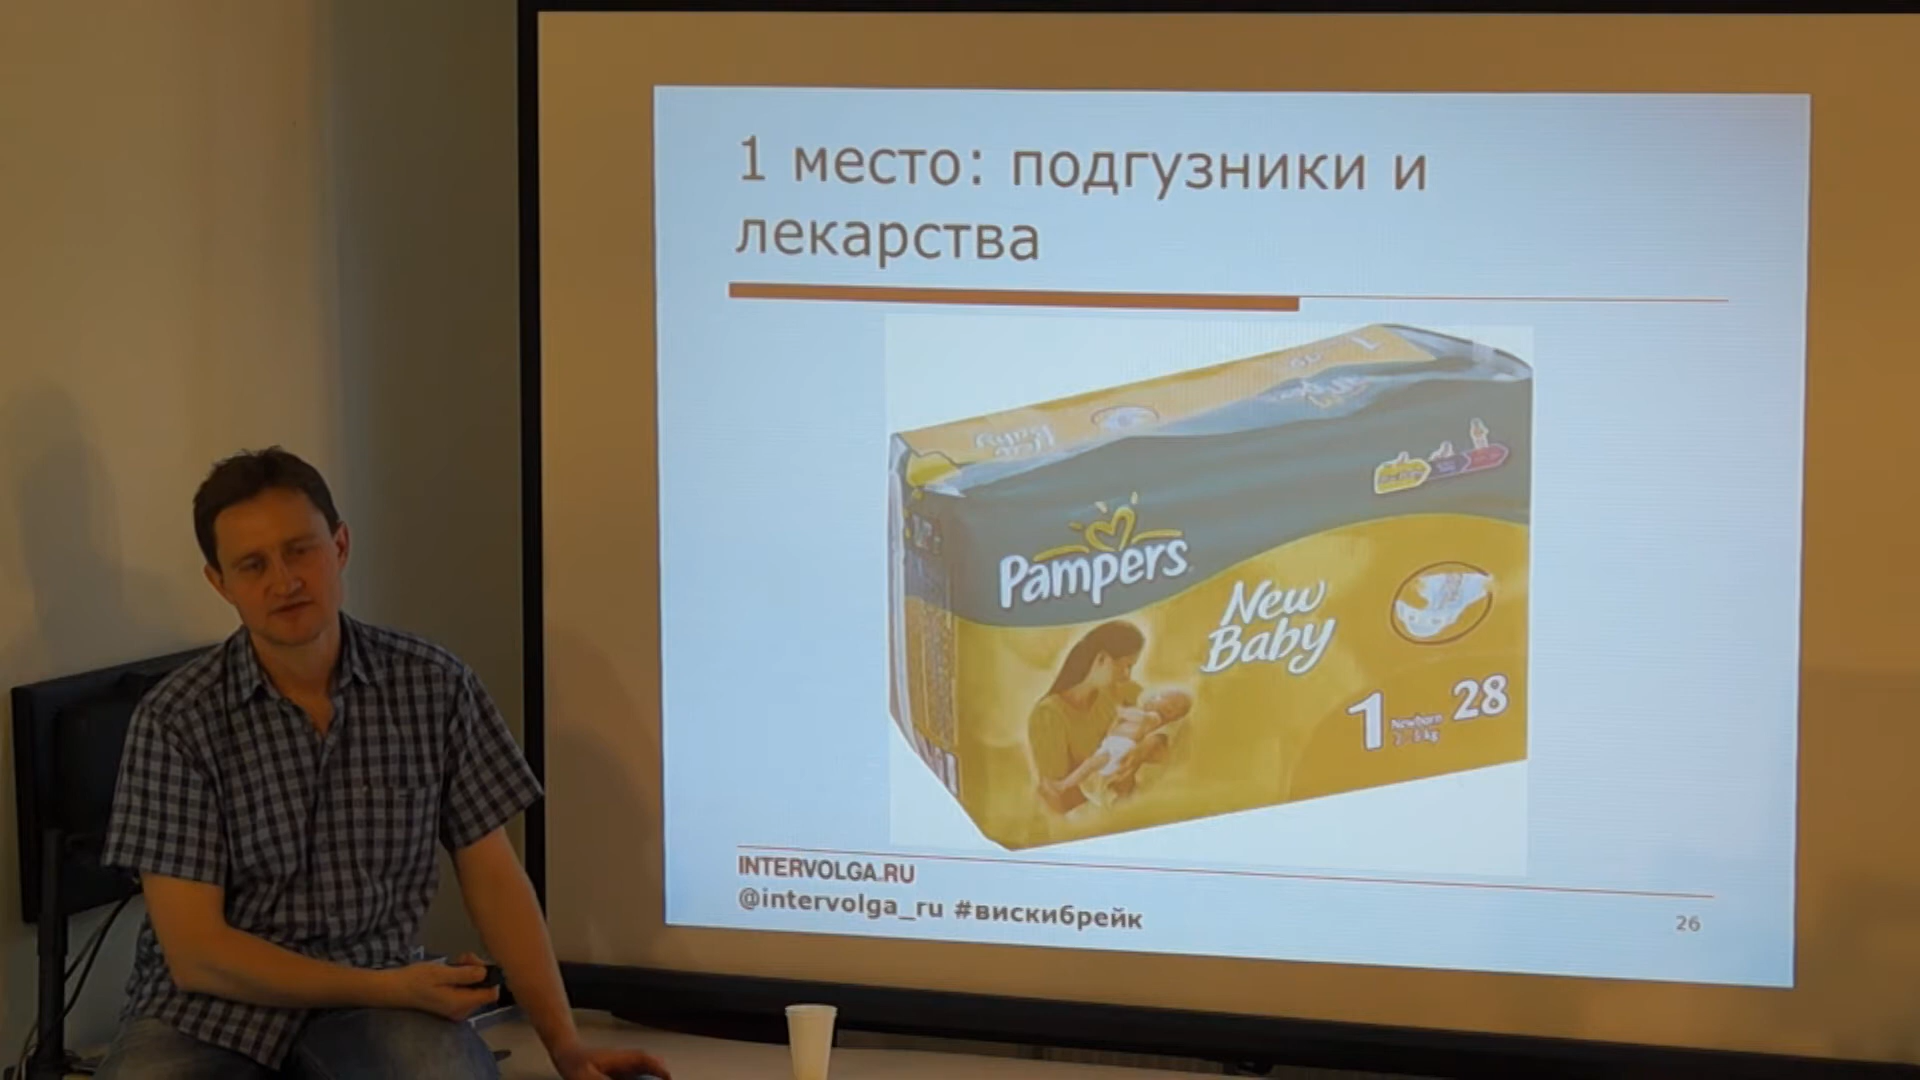 1 место: подгузники и
лекарства
Pampers
New
Baby
1 Newborn 28
INTERVOLGA.RU
@intervolga_ru #вискибрейк
26